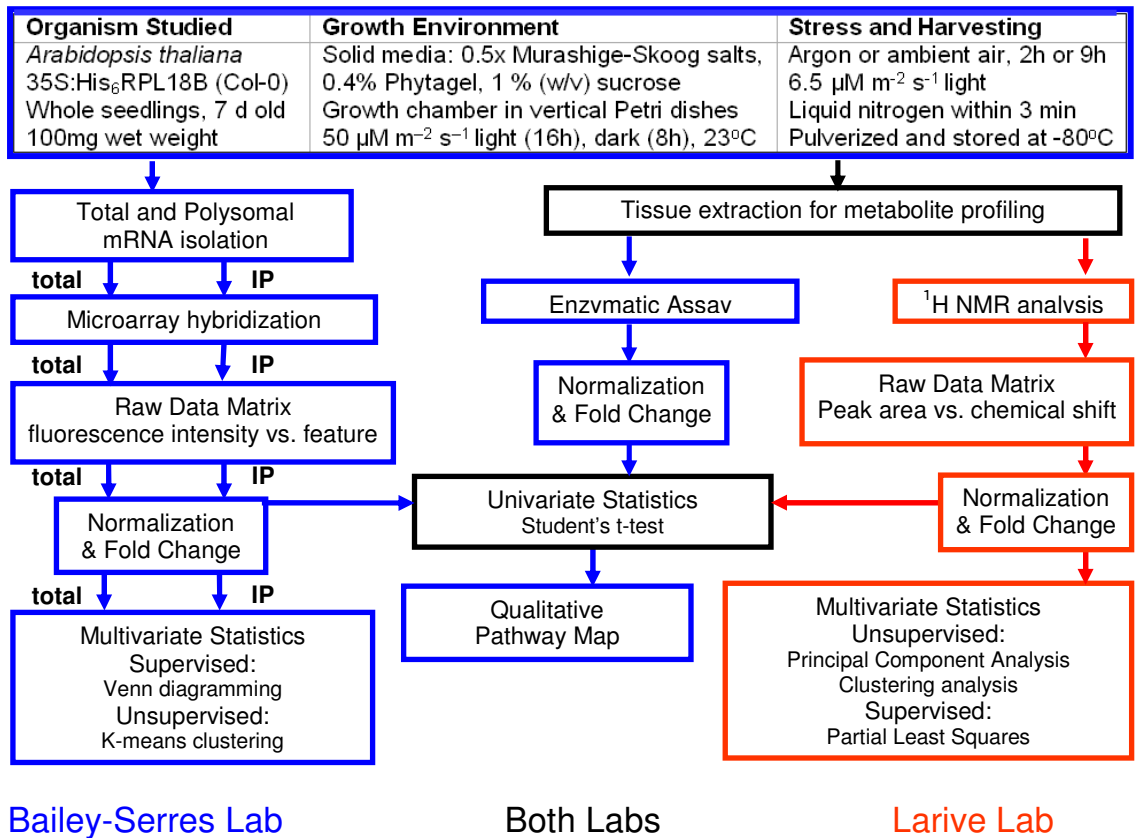 Organism Studied
Arabidopsis thaliana
35S:His₆RPL18B (Col-0)
Whole seedlings, 7 d old
100mg wet weight
Growth Environment
Solid media: 0.5x Murashige-Skoog salts,
0.4% Phytagel, 1 % (w/v) sucrose
Growth chamber in vertical Petri dishes
50 µM m⁻² s⁻¹ light (16h), dark (8h), 23⁰C
Stress and Harvesting
Argon or ambient air, 2h or 9h
6.5 µM m⁻² s⁻¹ light
Liquid nitrogen within 3 min
Pulverized and stored at -80⁰C
Total and Polysomal
mRNA isolation
total IP
Microarray hybridization
total IP
Raw Data Matrix
fluorescence intensity vs. feature
total IP
Normalization
& Fold Change
total IP
Multivariate Statistics
Supervised:
Venn diagramming
Unsupervised:
K-means clustering
Tissue extraction for metabolite profiling
Enzymatic Assay
Normalization
& Fold Change
Univariate Statistics
Student's t-test
Qualitative
Pathway Map
¹H NMR analysis
Raw Data Matrix
Peak area vs. chemical shift
Normalization
& Fold Change
Multivariate Statistics
Unsupervised:
Principal Component Analysis
Clustering analysis
Supervised:
Partial Least Squares
Bailey-Serres Lab
Both Labs
Larive Lab